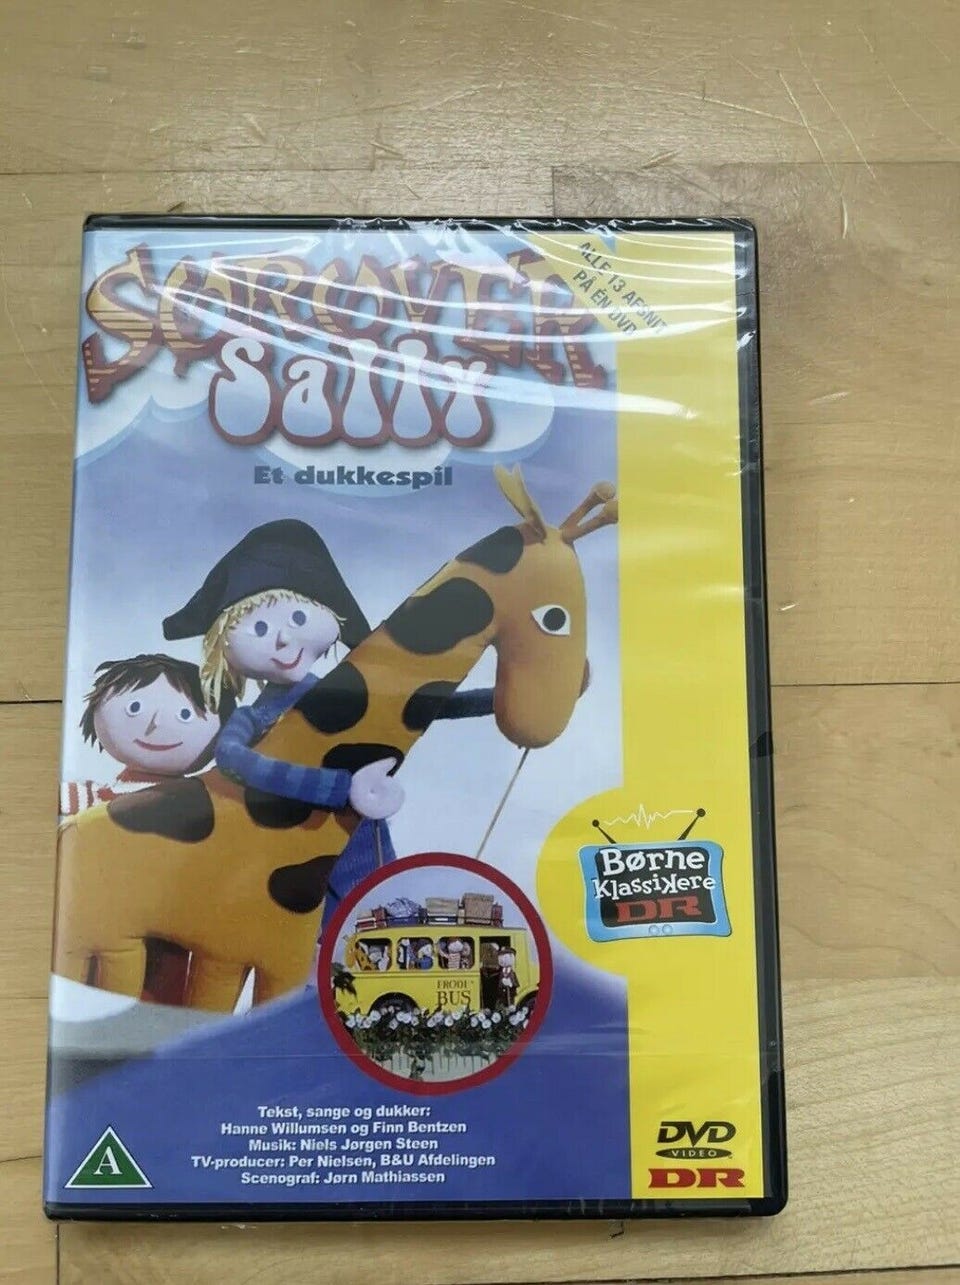 SØRØVER
Sally
Et dukkespil
ALLE 13 AFSNIT
PÅ ÉN DVD
Børne
Klassikere
DR
FRODE
BUS
Tekst, sange og dukker:
Hanne Willumsen og Finn Bentzen
Musik: Niels Jørgen Steen
TV-producer: Per Nielsen, B&U Afdelingen
Scenograf: Jørn Mathiassen
A
DVD
VIDEO
DR